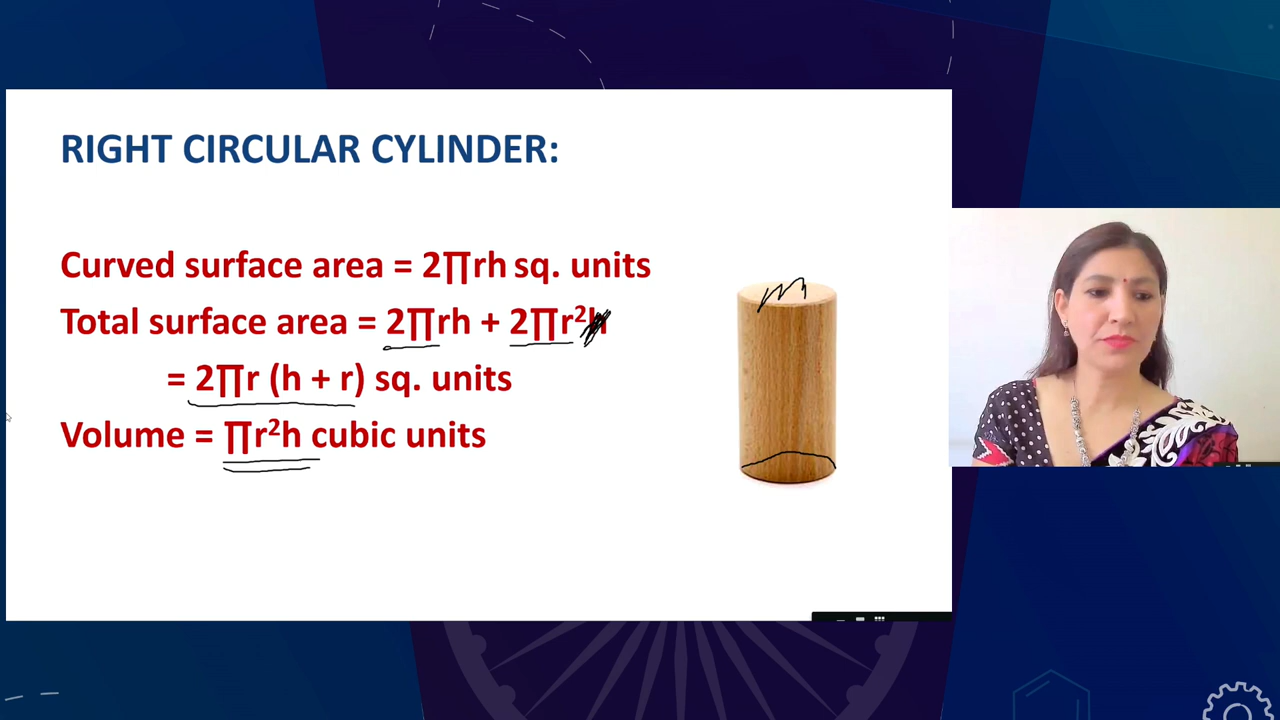 RIGHT CIRCULAR CYLINDER:
Curved surface area = 2∏rh sq. units
Total surface area = 2∏rh + 2∏r²h
= 2∏r (h + r) sq. units
Volume = ∏r²h cubic units